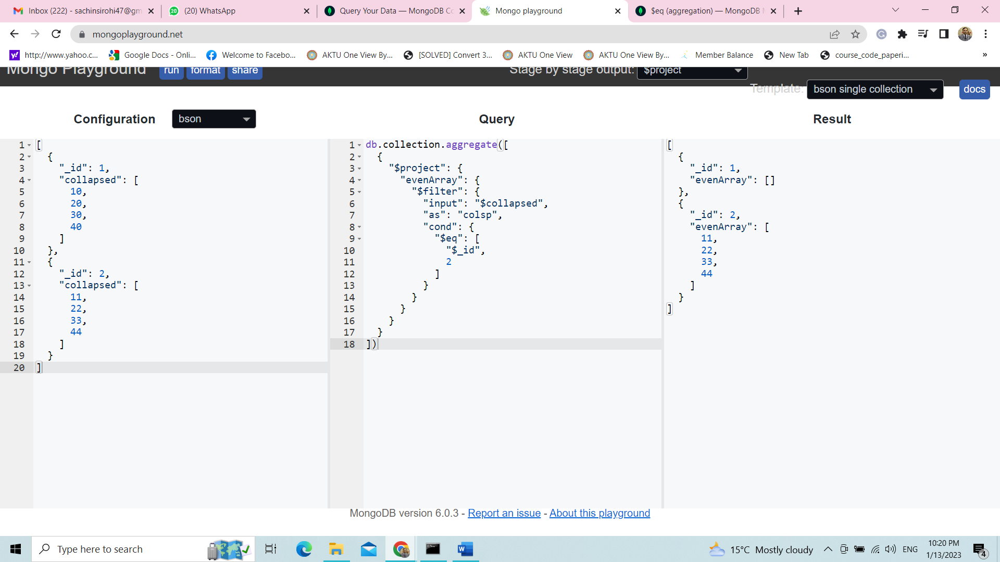 Inbox (222) - sachinsirohi47@gm
(20) WhatsApp
Query Your Data — MongoDB Co
Mongo playground
$eq (aggregation) — MongoDB M
mongoplayground.net
http://www.yahoo.c...
Google Docs - Onli...
Welcome to Facebo...
AKTU One View By...
[SOLVED] Convert 3...
AKTU One View
AKTU One View By...
Member Balance
New Tab
course_code_paperi...
»
Mongo Playground
run
format
share
Stage by stage output:
$project
Template:
bson single collection
docs
Configuration
bson
Query
Result
1 [
2 {
3 "_id": 1,
4 "collapsed": [
5 10,
6 20,
7 30,
8 40
9 ]
10 },
11 {
12 "_id": 2,
13 "collapsed": [
14 11,
15 22,
16 33,
17 44
18 ]
19 }
20 ]
1 db.collection.aggregate([
2 {
3 "$project": {
4 "evenArray": {
5 "$filter": {
6 "input": "$collapsed",
7 "as": "colsp",
8 "cond": {
9 "$eq": [
10 "$_id",
11 2
12 ]
13 }
14 }
15 }
16 }
17 }
18 ])
[
{
"_id": 1,
"evenArray": []
},
{
"_id": 2,
"evenArray": [
11,
22,
33,
44
]
}
]
MongoDB version 6.0.3 - Report an issue - About this playground
Type here to search
15°C Mostly cloudy
ENG
10:20 PM
1/13/2023
4